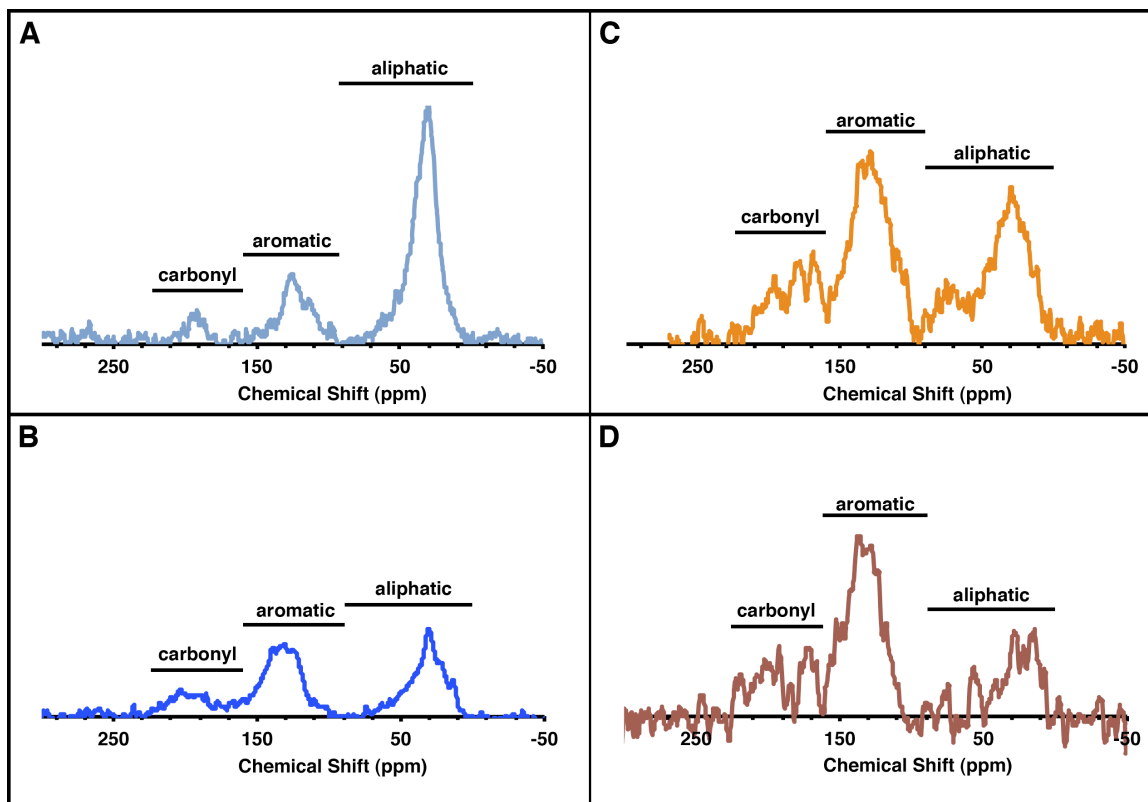 A
aliphatic
aromatic
carbonyl
250 150 50 -50
Chemical Shift (ppm)
C
aromatic
aliphatic
carbonyl
250 150 50 -50
Chemical Shift (ppm)
B
aliphatic
aromatic
carbonyl
250 150 50 -50
Chemical Shift (ppm)
D
aromatic
aliphatic
carbonyl
250 150 50 -50
Chemical Shift (ppm)